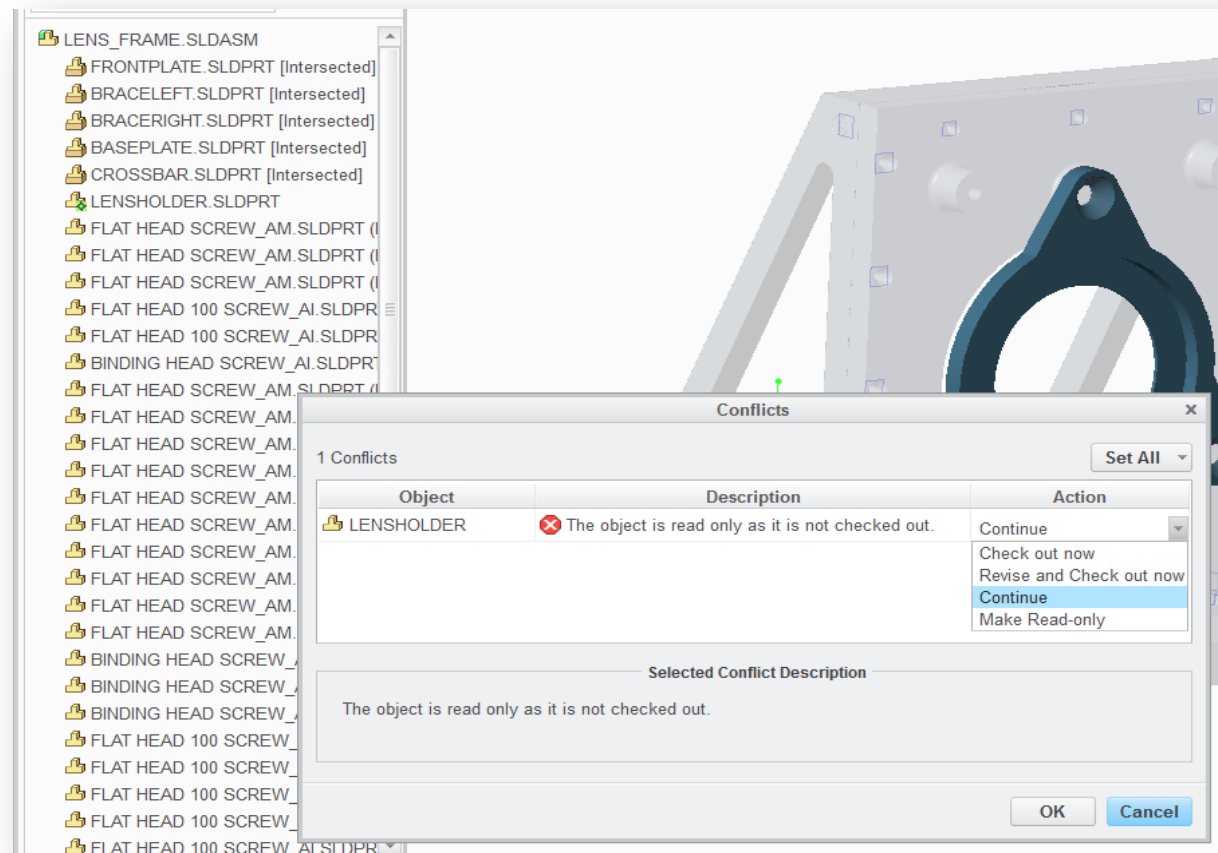 LENS_FRAME.SLDASM
FRONTPLATE.SLDPRT [Intersected]
BRACELEFT.SLDPRT [Intersected]
BRACERIGHT.SLDPRT [Intersected]
BASEPLATE.SLDPRT [Intersected]
CROSSBAR.SLDPRT [Intersected]
LENSHOLDER.SLDPRT
FLAT HEAD SCREW_AM.SLDPRT (
FLAT HEAD SCREW_AM.SLDPRT (
FLAT HEAD SCREW_AM.SLDPRT (
FLAT HEAD 100 SCREW_AI.SLDPR
FLAT HEAD 100 SCREW_AI.SLDPR
BINDING HEAD SCREW_AI.SLDPRT
FLAT HEAD SCREW_AM.SLDPRT (
FLAT HEAD SCREW_AM.
FLAT HEAD SCREW_AM.
FLAT HEAD SCREW_AM.
FLAT HEAD SCREW_AM.
FLAT HEAD SCREW_AM.
FLAT HEAD SCREW_AM.
FLAT HEAD SCREW_AM.
FLAT HEAD SCREW_AM.
FLAT HEAD SCREW_AM.
BINDING HEAD SCREW_
BINDING HEAD SCREW_
BINDING HEAD SCREW_
FLAT HEAD 100 SCREW_
FLAT HEAD 100 SCREW_
FLAT HEAD 100 SCREW_
FLAT HEAD 100 SCREW_
FLAT HEAD 100 SCREW_AI.SLDPR
Conflicts
1 Conflicts
Set All
Object Description Action
LENSHOLDER The object is read only as it is not checked out. Continue
Check out now
Revise and Check out now
Continue
Make Read-only
Selected Conflict Description
The object is read only as it is not checked out.
OK Cancel